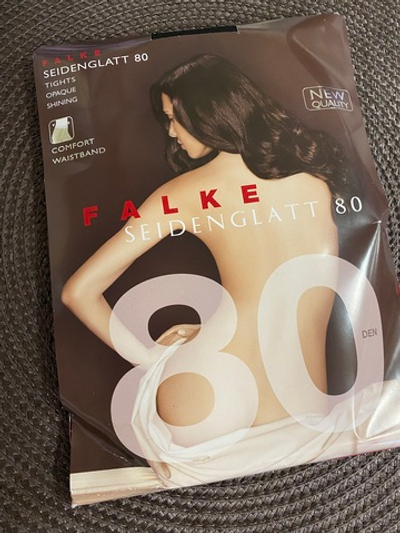 FALKE
SEIDENGLATT 80
TIGHTS
OPAQUE
SHINING
COMFORT
WAISTBAND
NEW
QUALITY
FALKE
SEIDENGLATT 80
80
DEN